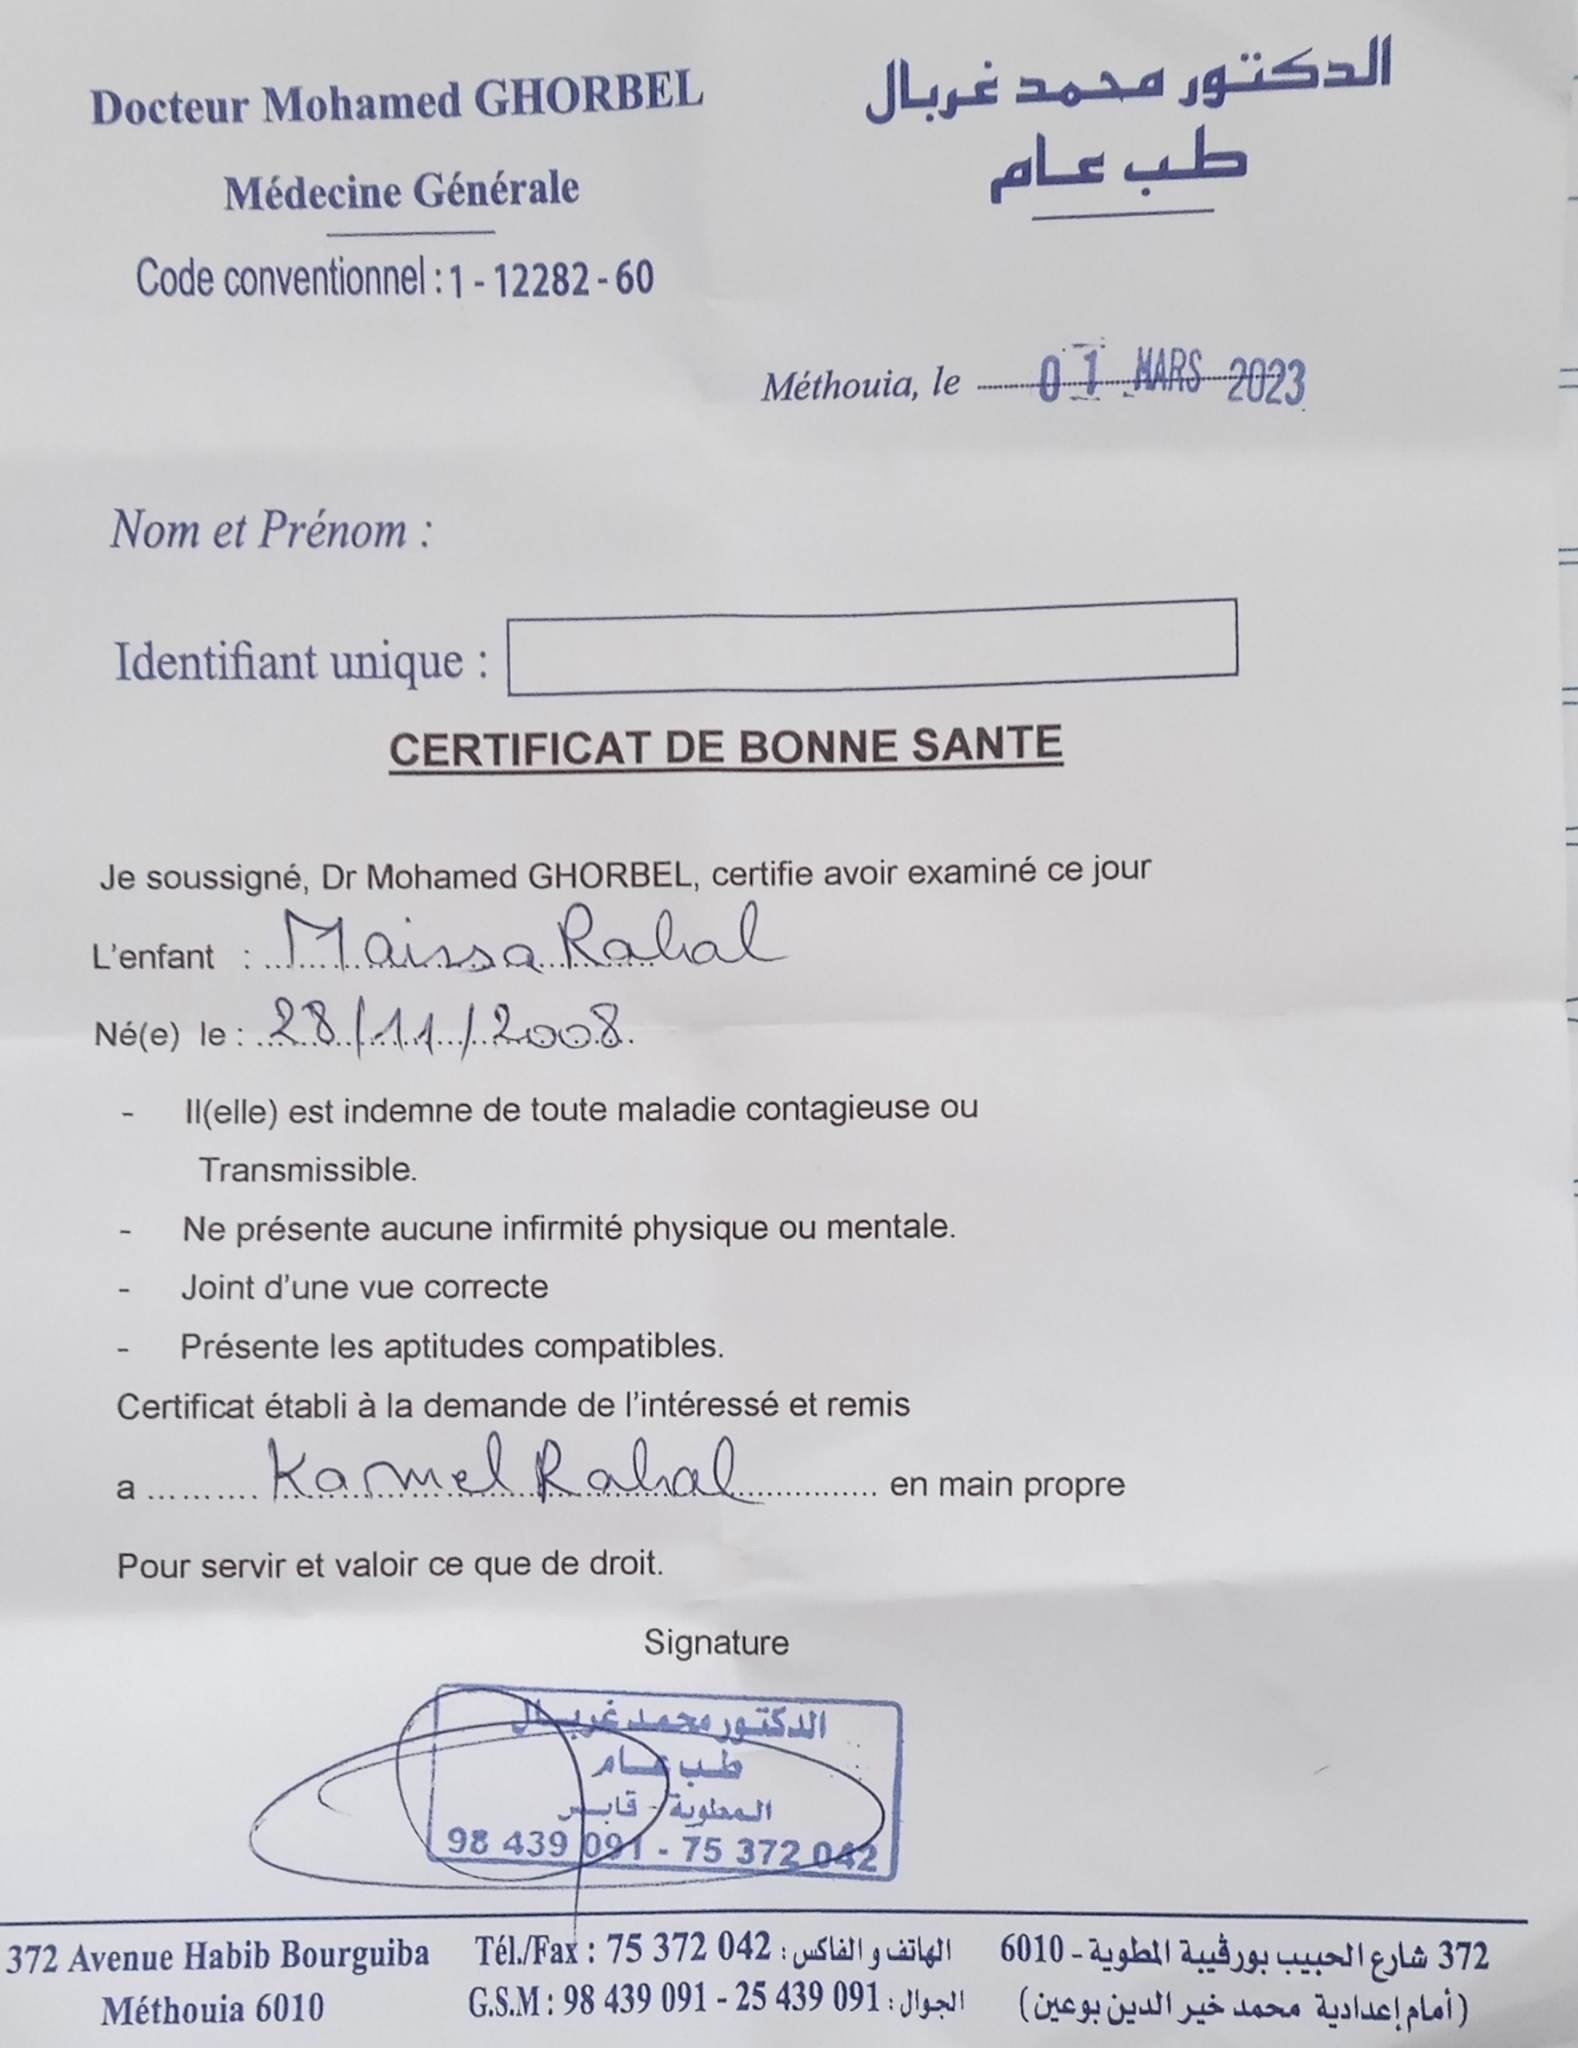 Docteur Mohamed GHORBEL
Médecine Générale
Code conventionnel : 1 - 12282 - 60
الدكتور محمد غربال
طب عام
Méthouia, le 01 MARS 2023
Nom et Prénom :
Identifiant unique :
CERTIFICAT DE BONNE SANTE
Je soussigné, Dr Mohamed GHORBEL, certifie avoir examiné ce jour
L'enfant : Maissa Rahal
Né(e) le : 28/11/2008
- Il(elle) est indemne de toute maladie contagieuse ou
Transmissible.
- Ne présente aucune infirmité physique ou mentale.
- Joint d'une vue correcte
- Présente les aptitudes compatibles.
Certificat établi à la demande de l'intéressé et remis
a .......... Kamel Rahal .............. en main propre
Pour servir et valoir ce que de droit.
Signature
الدكتور محمد غربال
طب عام
المطوية - قابس
98 439 091 - 75 372 042
372 Avenue Habib Bourguiba
Méthouia 6010
Tél./Fax : 75 372 042 : الهاتف و الفاكس
G.S.M : 98 439 091 - 25 439 091 : الجوال
372 شارع الحبيب بورقيبة المطوية - 6010
(أمام إعدادية محمد خير الدين بوعين)